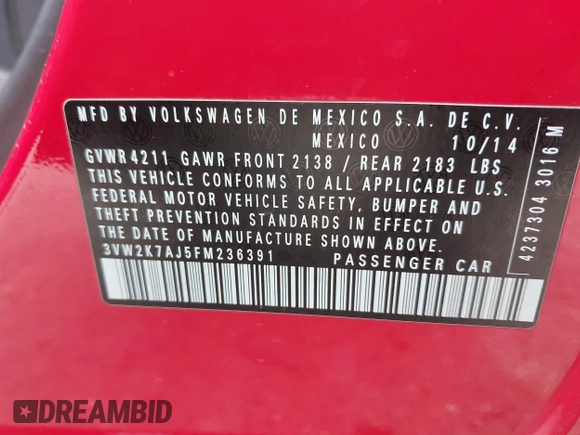 MFD BY VOLKSWAGEN DE MEXICO S.A. DE C.V.
MEXICO 10/14
GVWR 4211 GAWR FRONT 2138 / REAR 2183 LBS
THIS VEHICLE CONFORMS TO ALL APPLICABLE U.S.
FEDERAL MOTOR VEHICLE SAFETY, BUMPER AND
THEFT PREVENTION STANDARDS IN EFFECT ON
THE DATE OF MANUFACTURE SHOWN ABOVE.
3VW2K7AJ5FM236391 PASSENGER CAR
4237304 3016 M
DREAMBID